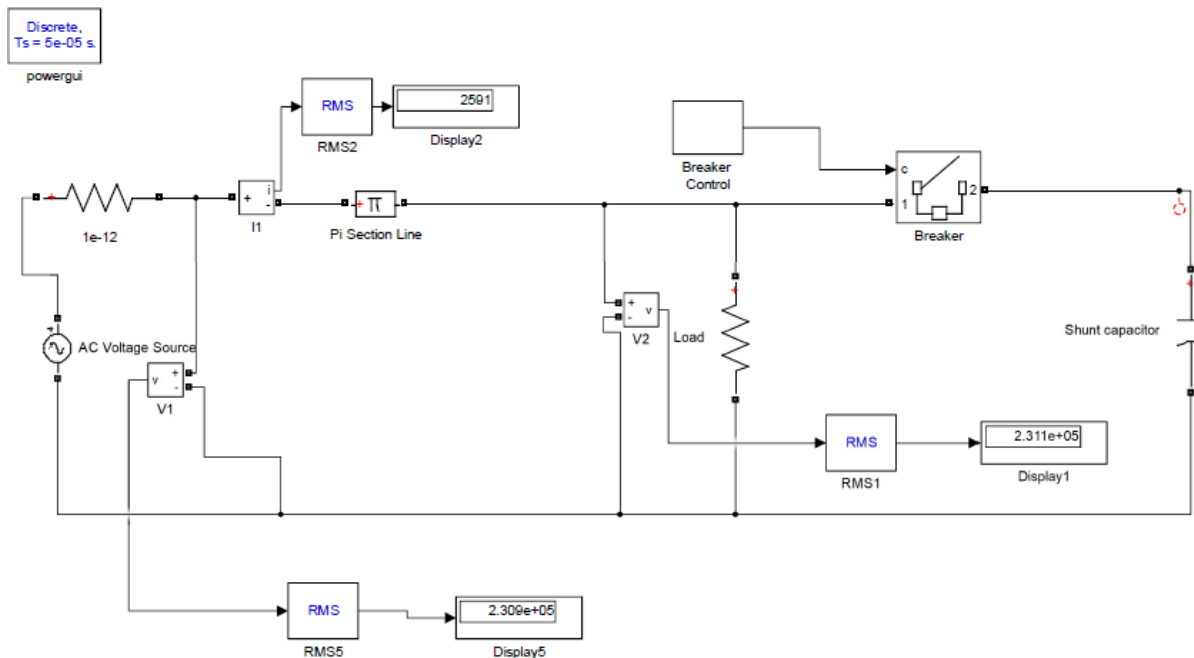 Discrete,
Ts = 5e-05 s.
powergui
RMS
RMS2
2591
Display2
1e-12
+
i
-
I1
+
π
Pi Section Line
Breaker
Control
c
1
2
Breaker
AC Voltage Source
v
+
-
V1
+
-
v
V2
Load
Shunt capacitor
RMS
RMS1
2.311e+05
Display1
RMS
RMS5
2.309e+05
Display5